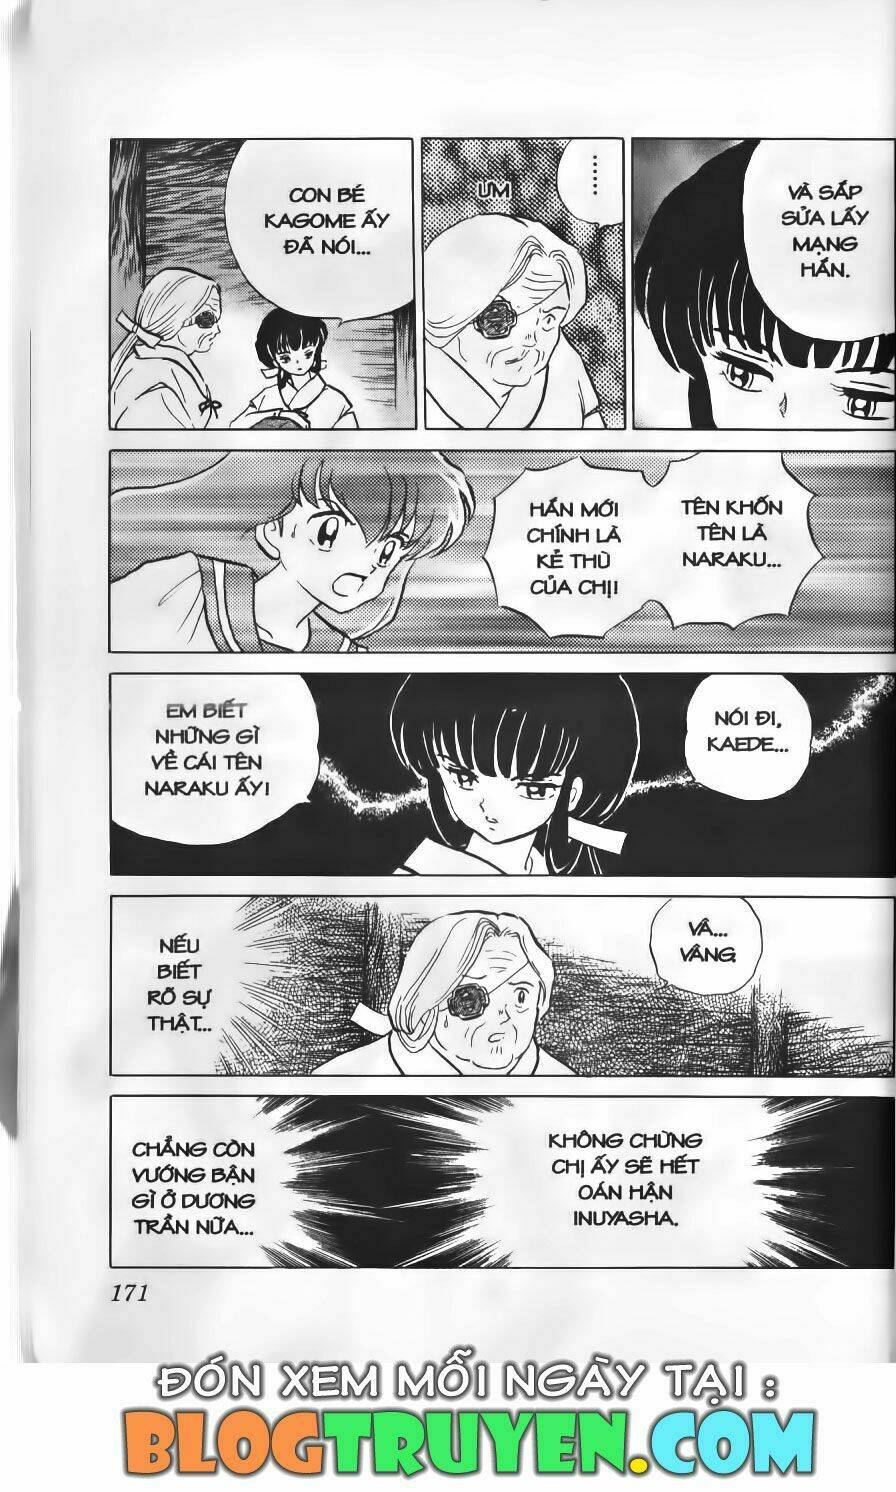 VÀ SẮP
SỬA LẤY
MẠNG
HẮN.
......
ƯM
CON BÉ
KAGOME ẤY
ĐÃ NÓI...
TÊN KHỐN
TÊN LÀ
NARAKU...
HẮN MỚI
CHÍNH LÀ
KẺ THÙ
CỦA CHỊ!
NÓI ĐI,
KAEDE...
EM BIẾT
NHỮNG GÌ
VỀ CÁI TÊN
NARAKU ẤY!
VÂ...
VÂNG.
NẾU
BIẾT
RÕ SỰ
THẬT...
KHÔNG CHỪNG
CHỊ ẤY SẼ HẾT
OÁN HẬN
INUYASHA.
CHẲNG CÒN
VƯỚNG BẬN
GÌ Ở DƯƠNG
TRẦN NỮA...
171
ĐÓN XEM MỖI NGÀY TẠI :
BLOGTRUYEN.COM